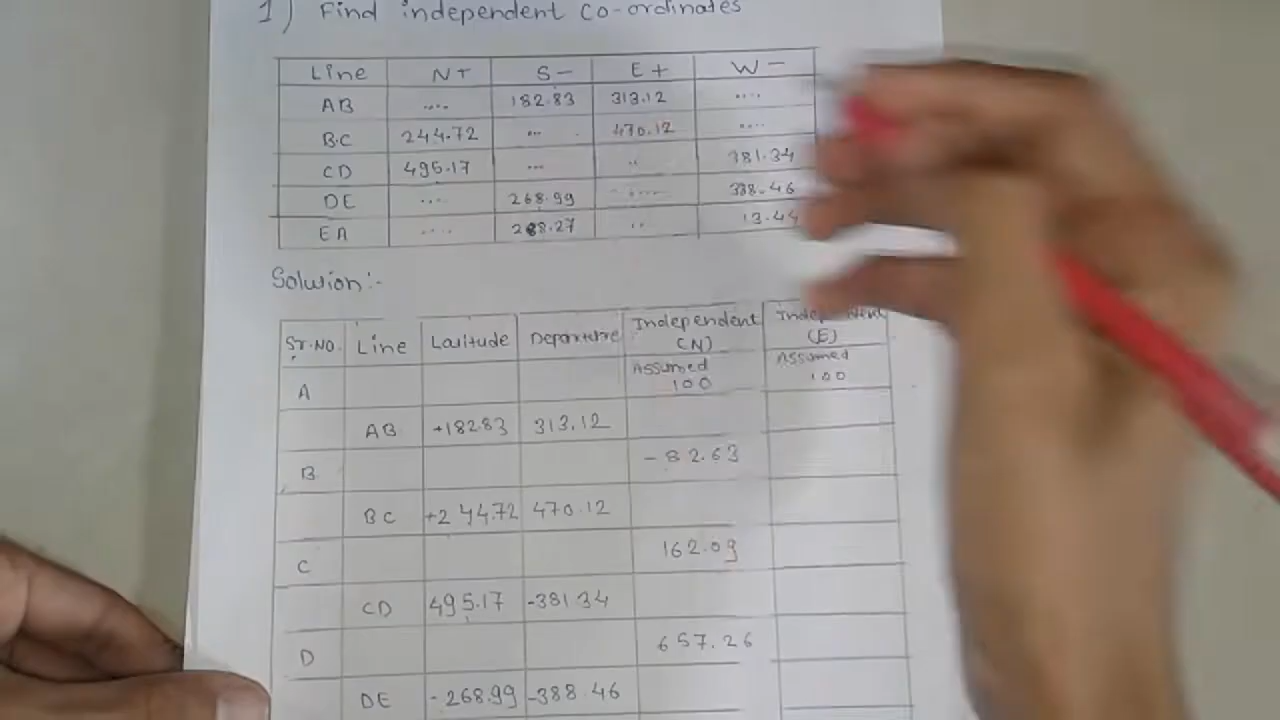 1) Find independent co-ordinates
Line N+ S- E+ W-
AB .... 182.83 313.12 ....
BC 244.72 ... 470.12 ....
CD 495.17 ... .. 381.34
DE ... 268.99 ..... 388.46
EA .... 288.27 .. 13.44
Solution:-
Sr.No. Line Latitude Departure Independent (N) Independent (E)
A Assumed 100 Assumed 100
AB +182.83 313.12
B -82.63
BC +244.72 470.12
C 162.09
CD 495.17 -381.34
D 657.26
DE -268.99 -388.46